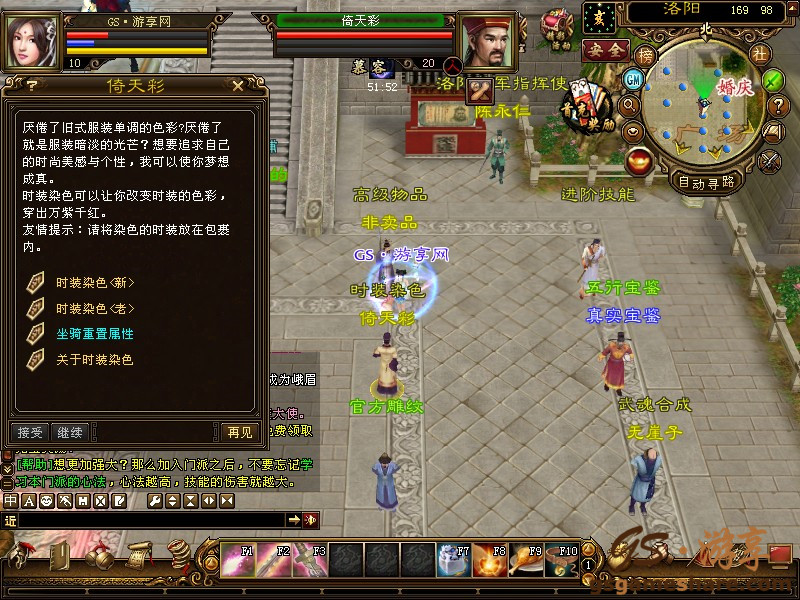 GS·游享网
10
倚天彩
慕容
20
51:52
洛阳
169 98
北
亥
安全
榜
社
GM
婚庆
自动寻路
首充奖励
倚天彩
厌倦了旧式服装单调的色彩?厌倦了
就是服装暗淡的光芒？想要追求自己
的时尚美感与个性，我可以使你梦想
成真。
时装染色可以让你改变时装的色彩，
穿出万紫千红。
友情提示：请将染色的时装放在包裹
内。
时装染色<新>
时装染色<老>
坐骑重置属性
关于时装染色
接受
继续
再见
陈永仁
高级物品
非卖品
进阶技能
GS·游享网
时装染色
倚天彩
五行宝鉴
真实宝鉴
官方雕纹
武魂合成
无崖子
成为峨眉
大使。
费领取
[帮助]想更加强大？那么加入门派之后，不要忘记学
习本门派的心法，心法越高，技能的伤害就越大。
中 A
近
F1 F2 F3 F7 F8 F9 F10
1
GS·游享